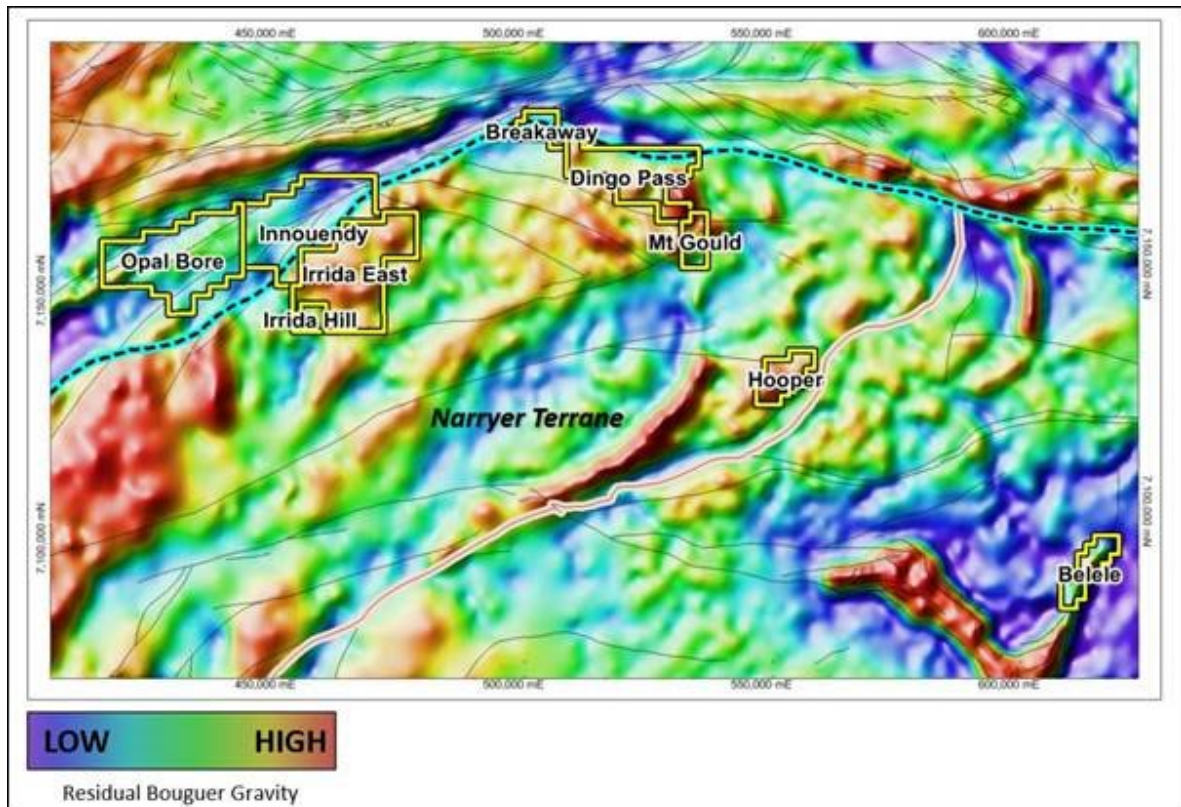 450,000 mE
500,000 mE
550,000 mE
600,000 mE
Breakaway
Dingo Pass
Innouendy
Mt Gould
Opal Bore
Irrida East
7,150,000 mN
7,150,000 mN
Irrida Hill
Hooper
Narryer Terrane
7,100,000 mN
7,100,000 mN
Belele
450,000 mE
500,000 mE
550,000 mE
600,000 mE
LOW
HIGH
Residual Bouguer Gravity